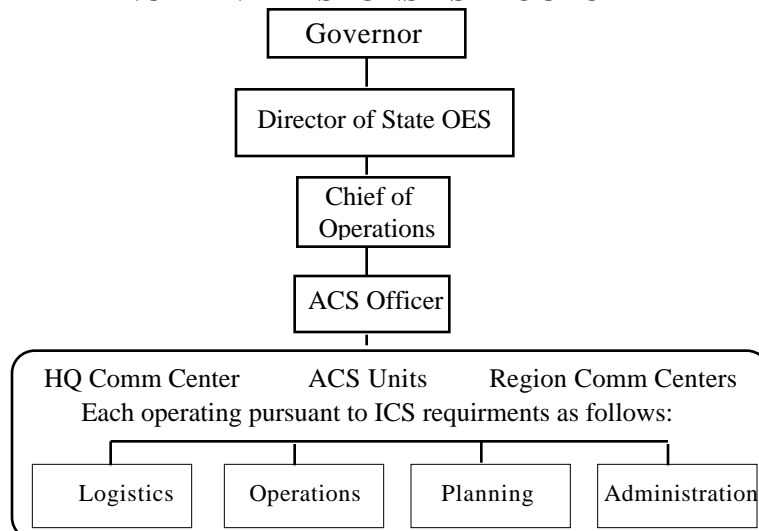 Governor
Director of State OES
Chief of
Operations
ACS Officer
HQ Comm Center ACS Units Region Comm Centers
Each operating pursuant to ICS requirments as follows:
Logistics Operations Planning Administration